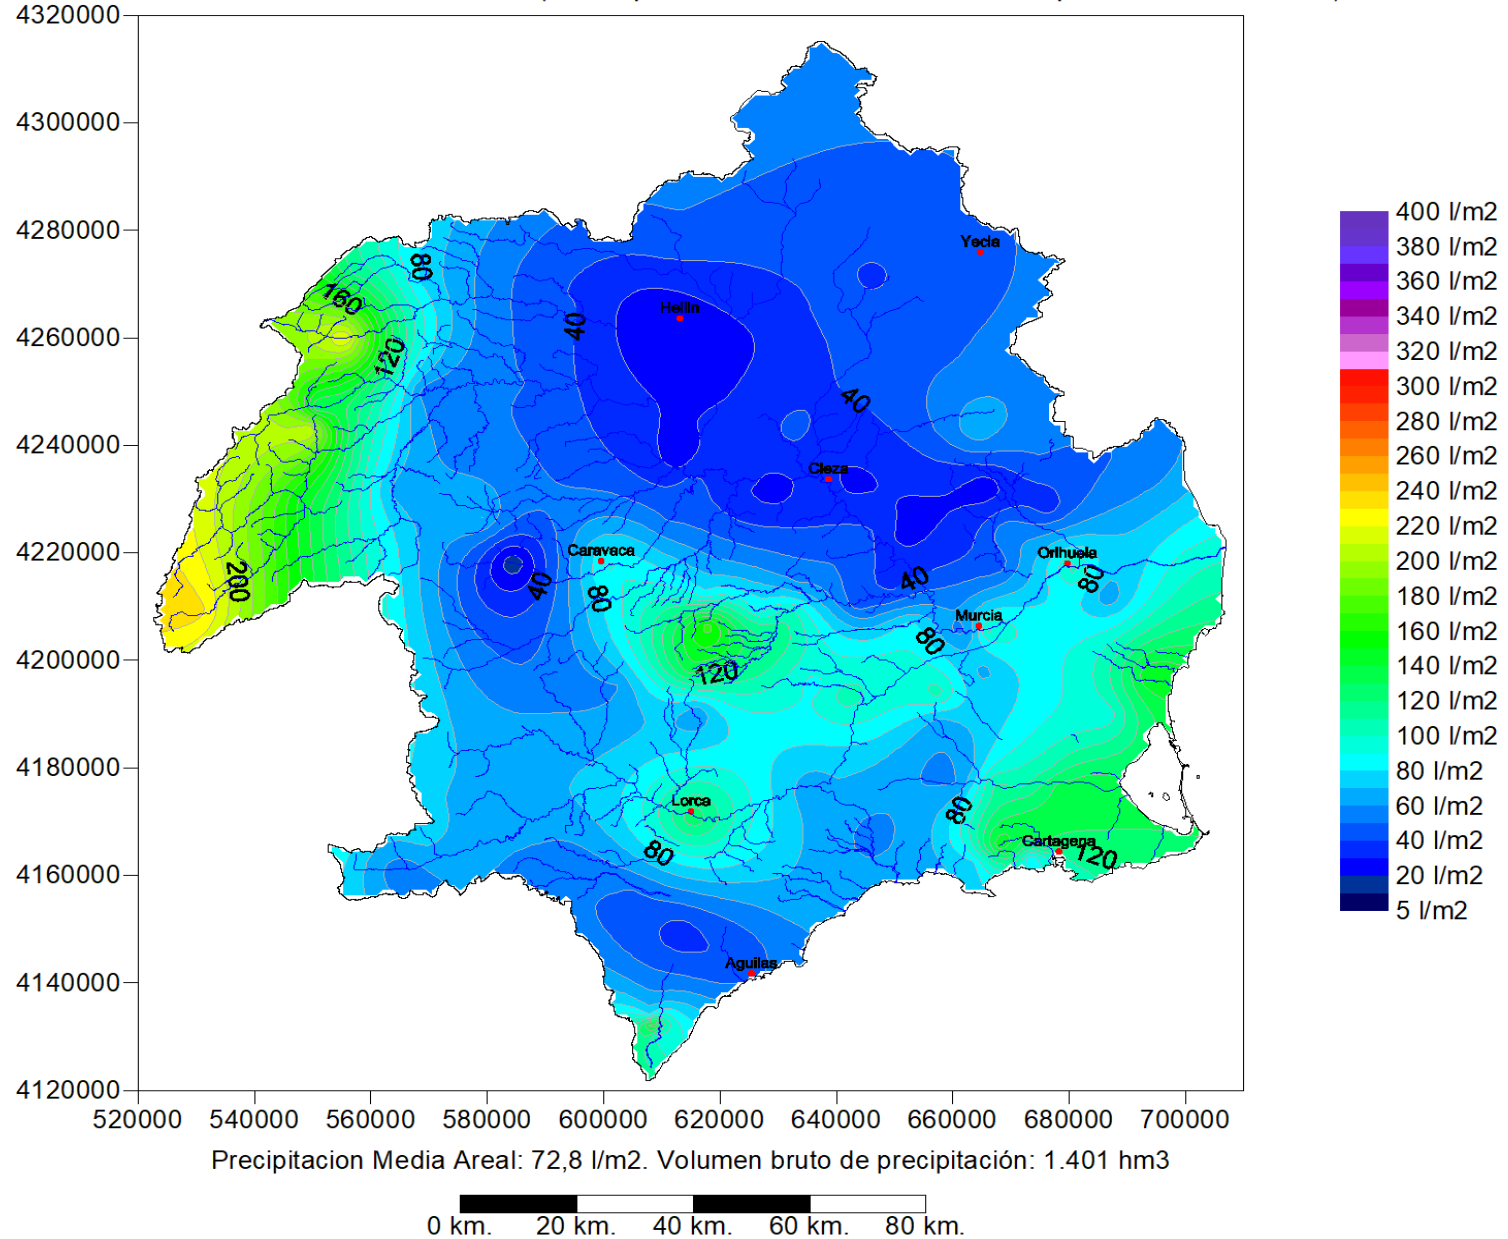 4320000
4300000
4280000
4260000
4240000
4220000
4200000
4180000
4160000
4140000
4120000
520000 540000 560000 580000 600000 620000 640000 660000 680000 700000
Yecla
80
160
Hellin
40
120
40
Cieza
200
Caravaca
Orihuela
40
80
40
80
Murcia
80
120
Lorca
80
80
Cartagena
120
Aguilas
400 l/m2
380 l/m2
360 l/m2
340 l/m2
320 l/m2
300 l/m2
280 l/m2
260 l/m2
240 l/m2
220 l/m2
200 l/m2
180 l/m2
160 l/m2
140 l/m2
120 l/m2
100 l/m2
80 l/m2
60 l/m2
40 l/m2
20 l/m2
5 l/m2
Precipitacion Media Areal: 72,8 l/m2. Volumen bruto de precipitación: 1.401 hm3
0 km. 20 km. 40 km. 60 km. 80 km.